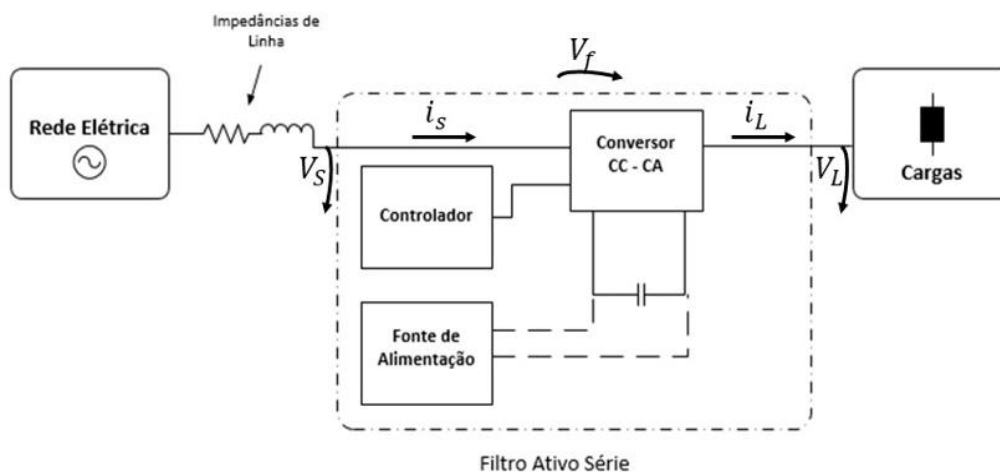 Impedâncias de
Linha
Rede Elétrica
V_S
i_S
V_f
Controlador
Fonte de
Alimentação
Conversor
CC - CA
i_L
V_L
Cargas
Filtro Ativo Série